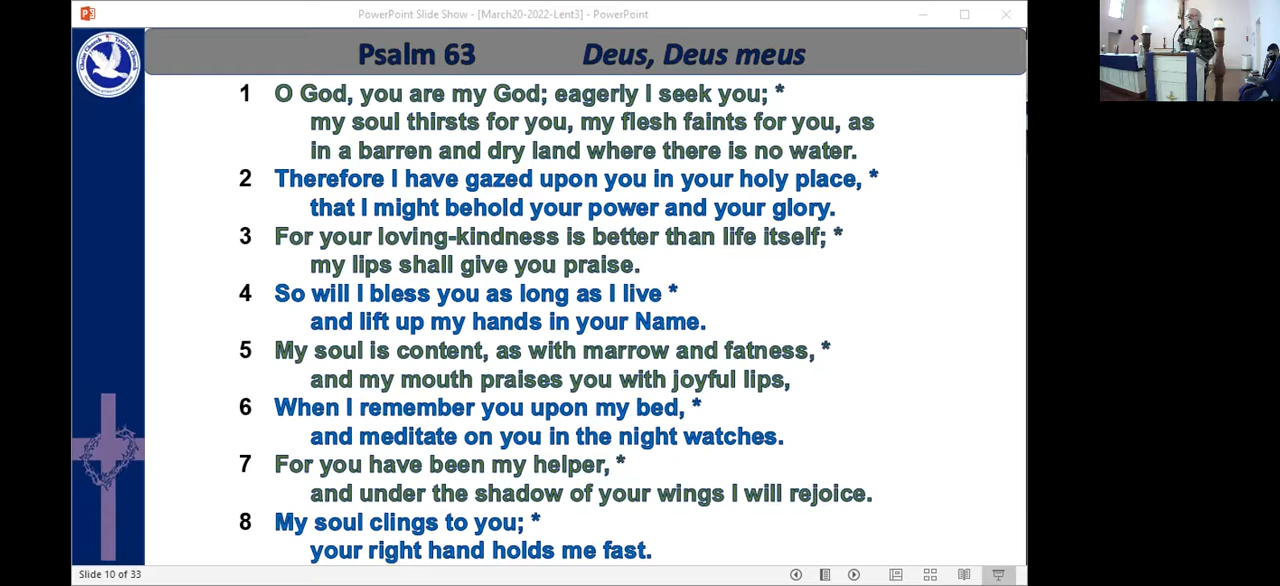 PowerPoint Slide Show - [March20-2022-Lent3] - PowerPoint
Psalm 63 Deus, Deus meus
1 O God, you are my God; eagerly I seek you; *
my soul thirsts for you, my flesh faints for you, as
in a barren and dry land where there is no water.
2 Therefore I have gazed upon you in your holy place, *
that I might behold your power and your glory.
3 For your loving-kindness is better than life itself; *
my lips shall give you praise.
4 So will I bless you as long as I live *
and lift up my hands in your Name.
5 My soul is content, as with marrow and fatness, *
and my mouth praises you with joyful lips,
6 When I remember you upon my bed, *
and meditate on you in the night watches.
7 For you have been my helper, *
and under the shadow of your wings I will rejoice.
8 My soul clings to you; *
your right hand holds me fast.
Slide 10 of 33